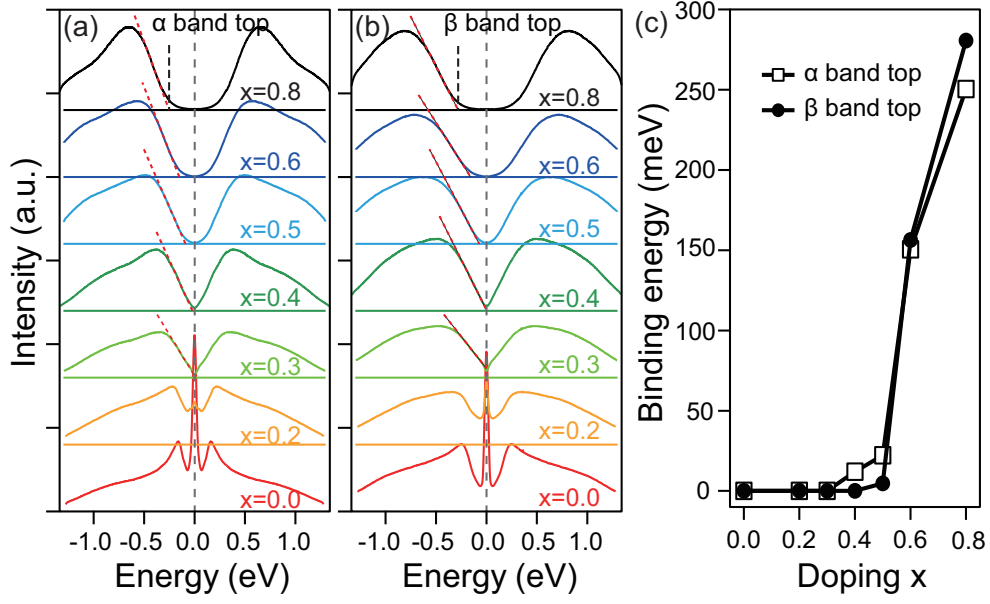 (a)
α band top
x=0.8
x=0.6
x=0.5
x=0.4
x=0.3
x=0.2
x=0.0
-1.0 -0.5 0.0 0.5 1.0
Energy (eV)
Intensity (a.u.)
(b)
β band top
x=0.8
x=0.6
x=0.5
x=0.4
x=0.3
x=0.2
x=0.0
-1.0 -0.5 0.0 0.5 1.0
Energy (eV)
(c)
α band top
β band top
300
250
200
150
100
50
0
Binding energy (meV)
0.0 0.2 0.4 0.6 0.8
Doping x